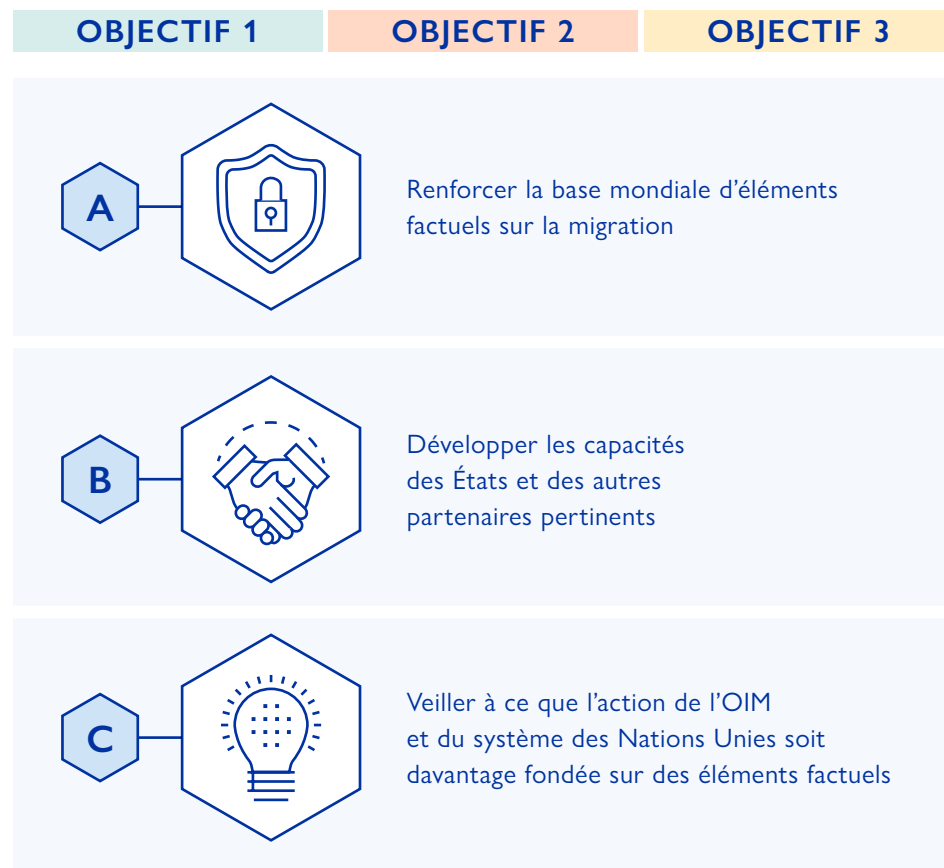 OBJECTIF 1
OBJECTIF 2
OBJECTIF 3
A
Renforcer la base mondiale d’éléments
factuels sur la migration
B
Développer les capacités
des États et des autres
partenaires pertinents
C
Veiller à ce que l’action de l’OIM
et du système des Nations Unies soit
davantage fondée sur des éléments factuels